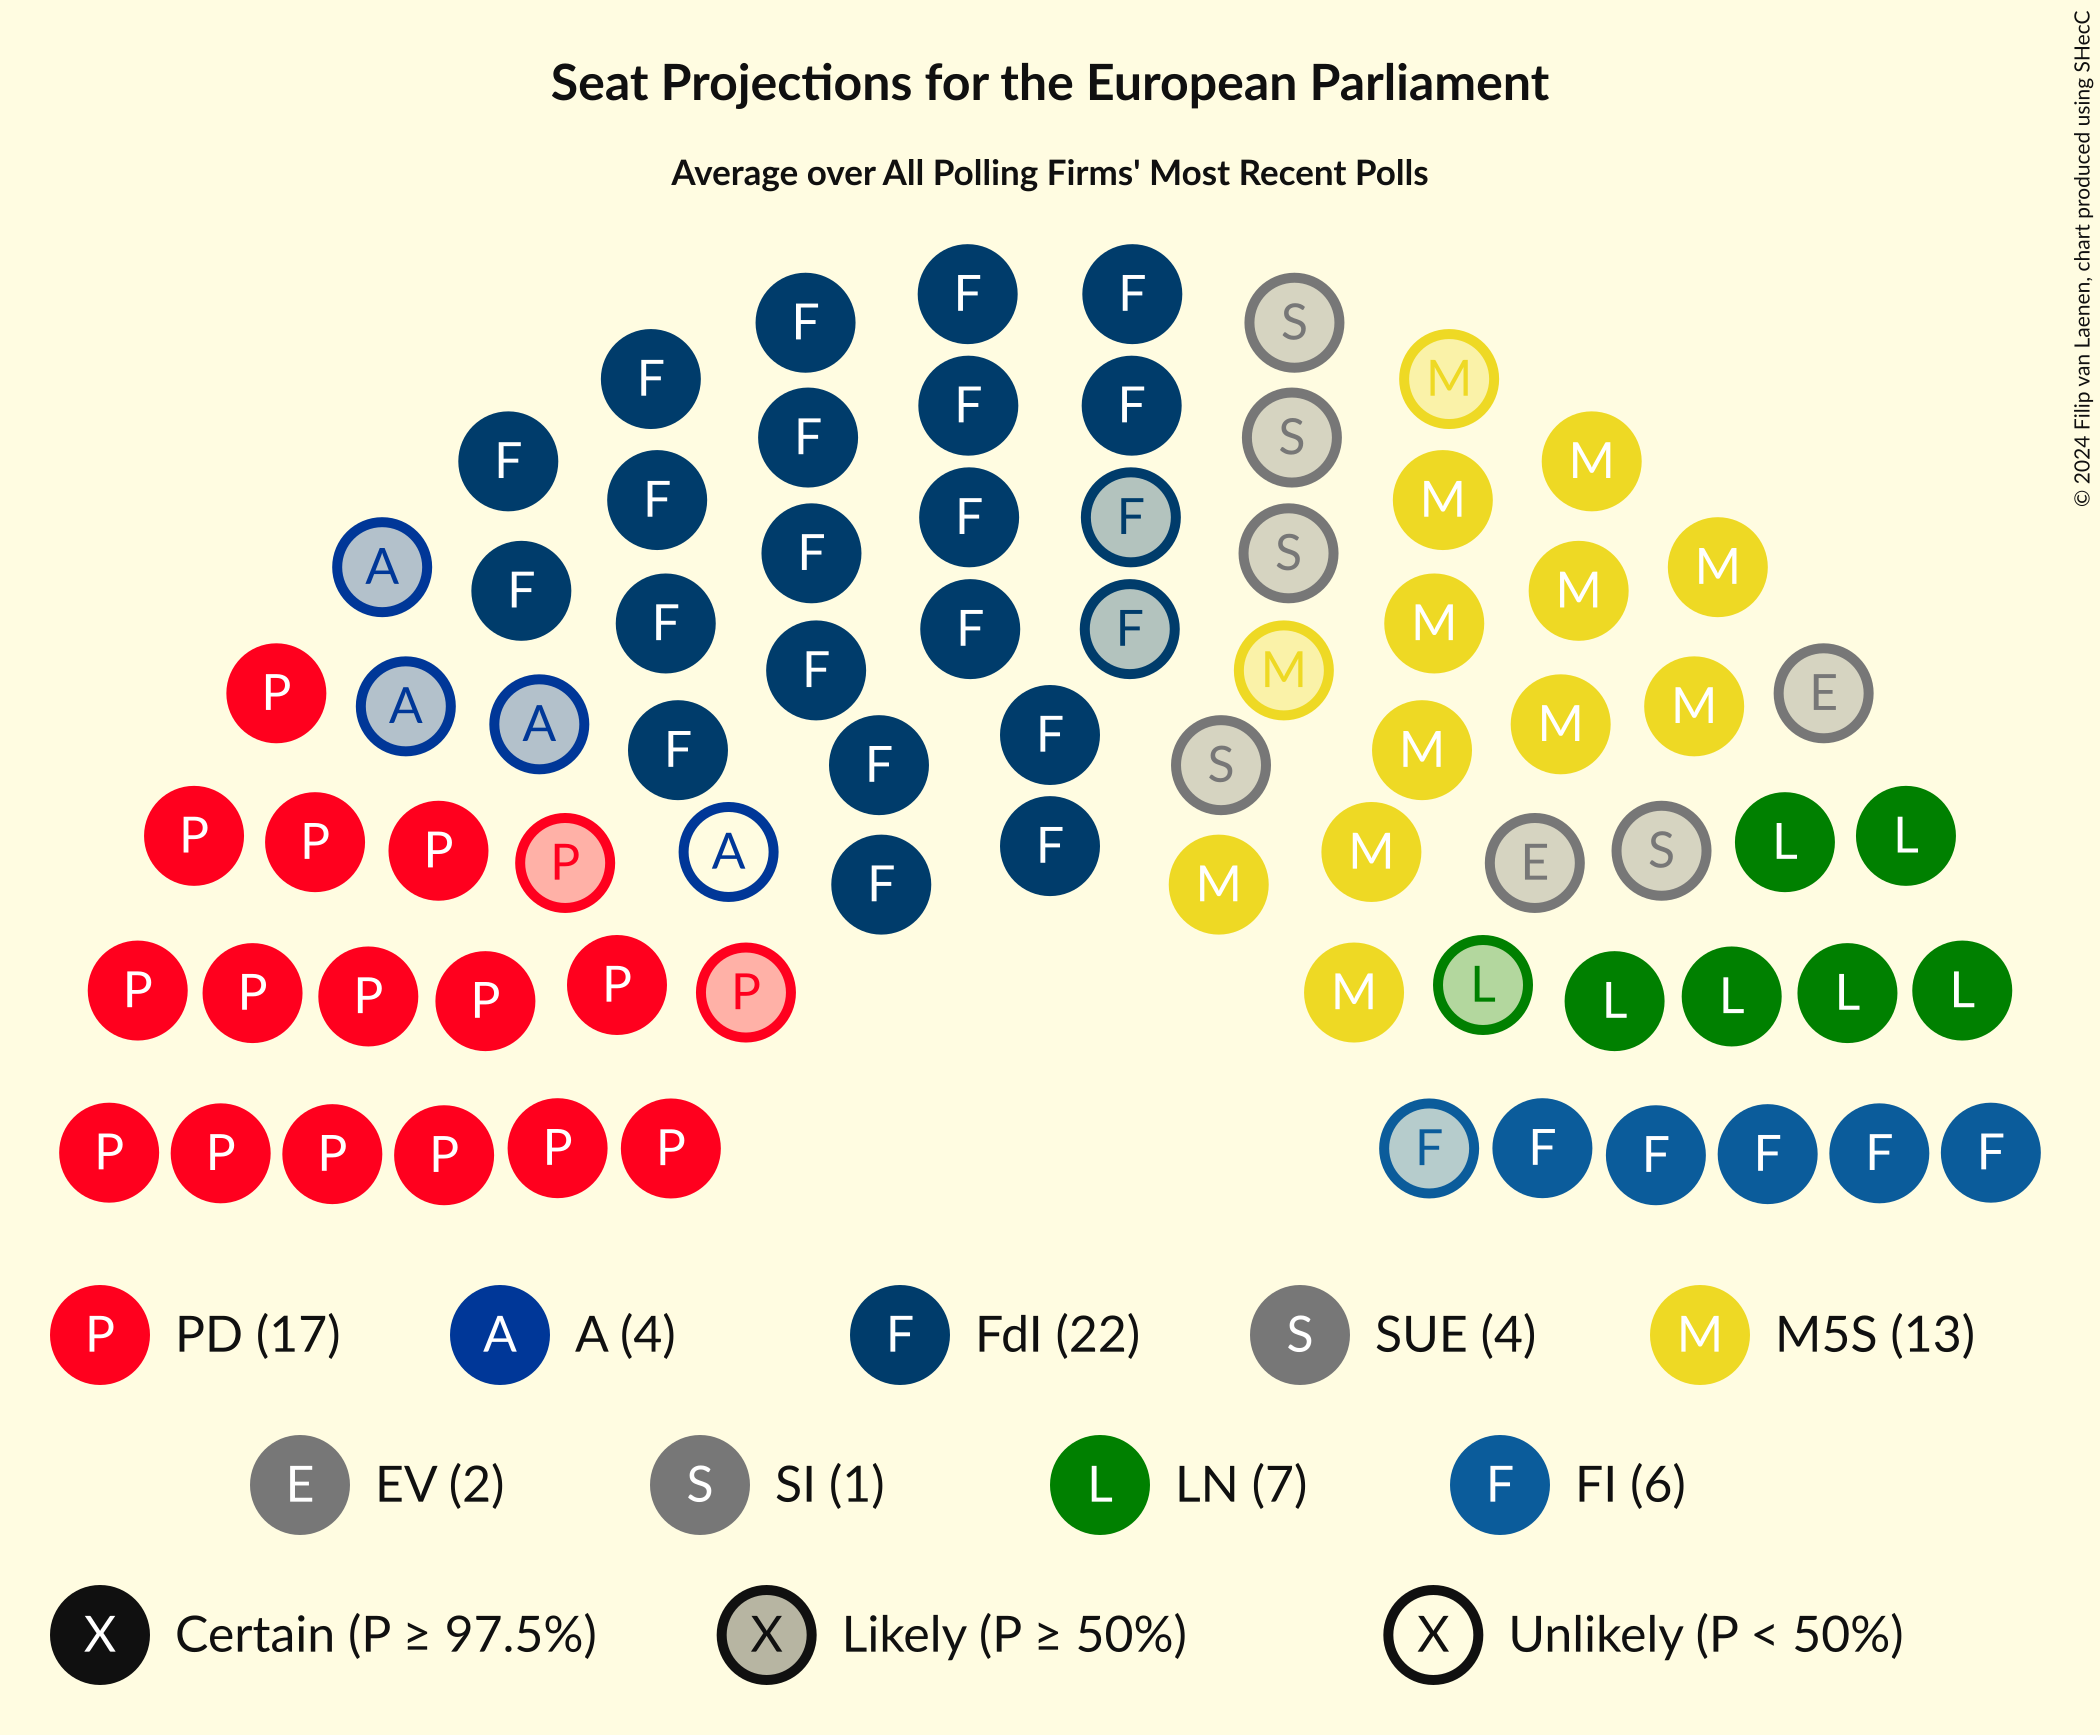 Seat Projections for the European Parliament
Average over All Polling Firms' Most Recent Polls
© 2024 Filip van Laenen, chart produced using SHecC
F F
F S
F M
F F F S
F M
F M
A F F F S M
F M
F F M
P A A F F F M M M E
F F S M
P P P P A F F M M E S L L
P P P P P P M L L L L L
P P P P P P F F F F F F
P PD (17) A A (4) F FdI (22) S SUE (4) M M5S (13)
E EV (2) S SI (1) L LN (7) F FI (6)
X Certain (P ≥ 97.5%) X Likely (P ≥ 50%) X Unlikely (P < 50%)